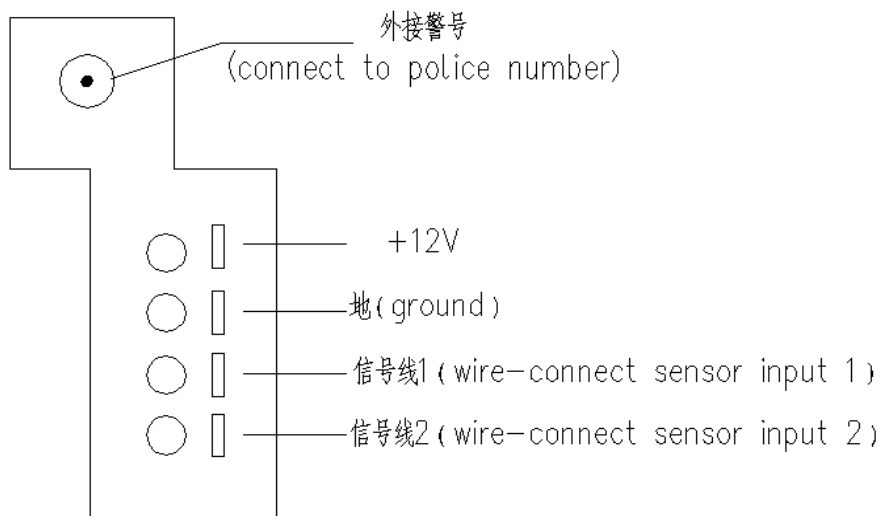 外接警号
(connect to police number)
+12V
地(ground)
信号线1(wire-connect sensor input 1)
信号线2(wire-connect sensor input 2)